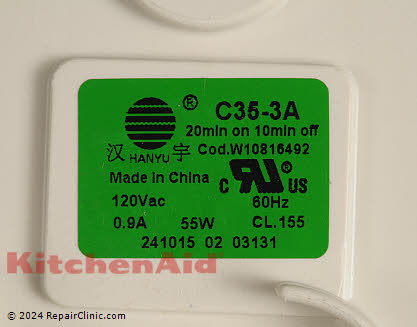 ® C35-3A
20min on 10min off
汉 HANYU 宇 Cod.W10816492
Made in China
C RU US
120Vac 60Hz
0.9A 55W CL.155
241015 02 03131
KitchenAid
© 2024 RepairClinic.com